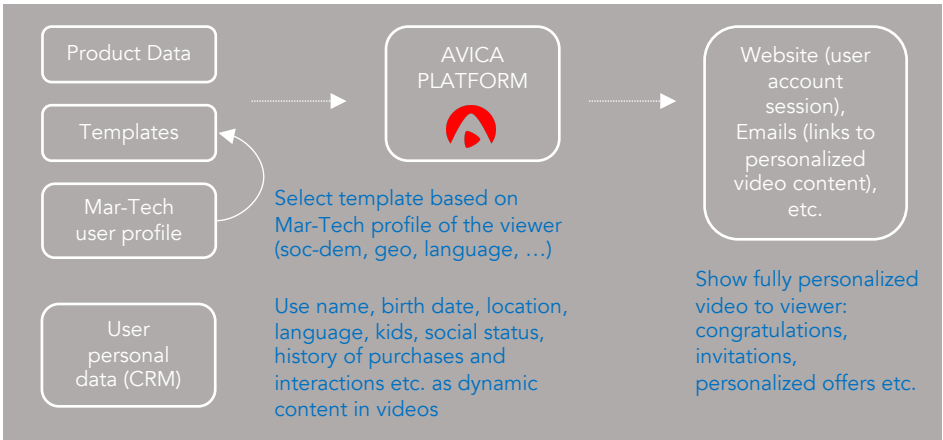 Product Data
Templates
Mar-Tech
user profile
User
personal
data (CRM)
AVICA
PLATFORM
Select template based on
Mar-Tech profile of the viewer
(soc-dem, geo, language, …)
Use name, birth date, location,
language, kids, social status,
history of purchases and
interactions etc. as dynamic
content in videos
Website (user
account
session),
Emails (links to
personalized
video content),
etc.
Show fully personalized
video to viewer:
congratulations,
invitations,
personalized offers etc.